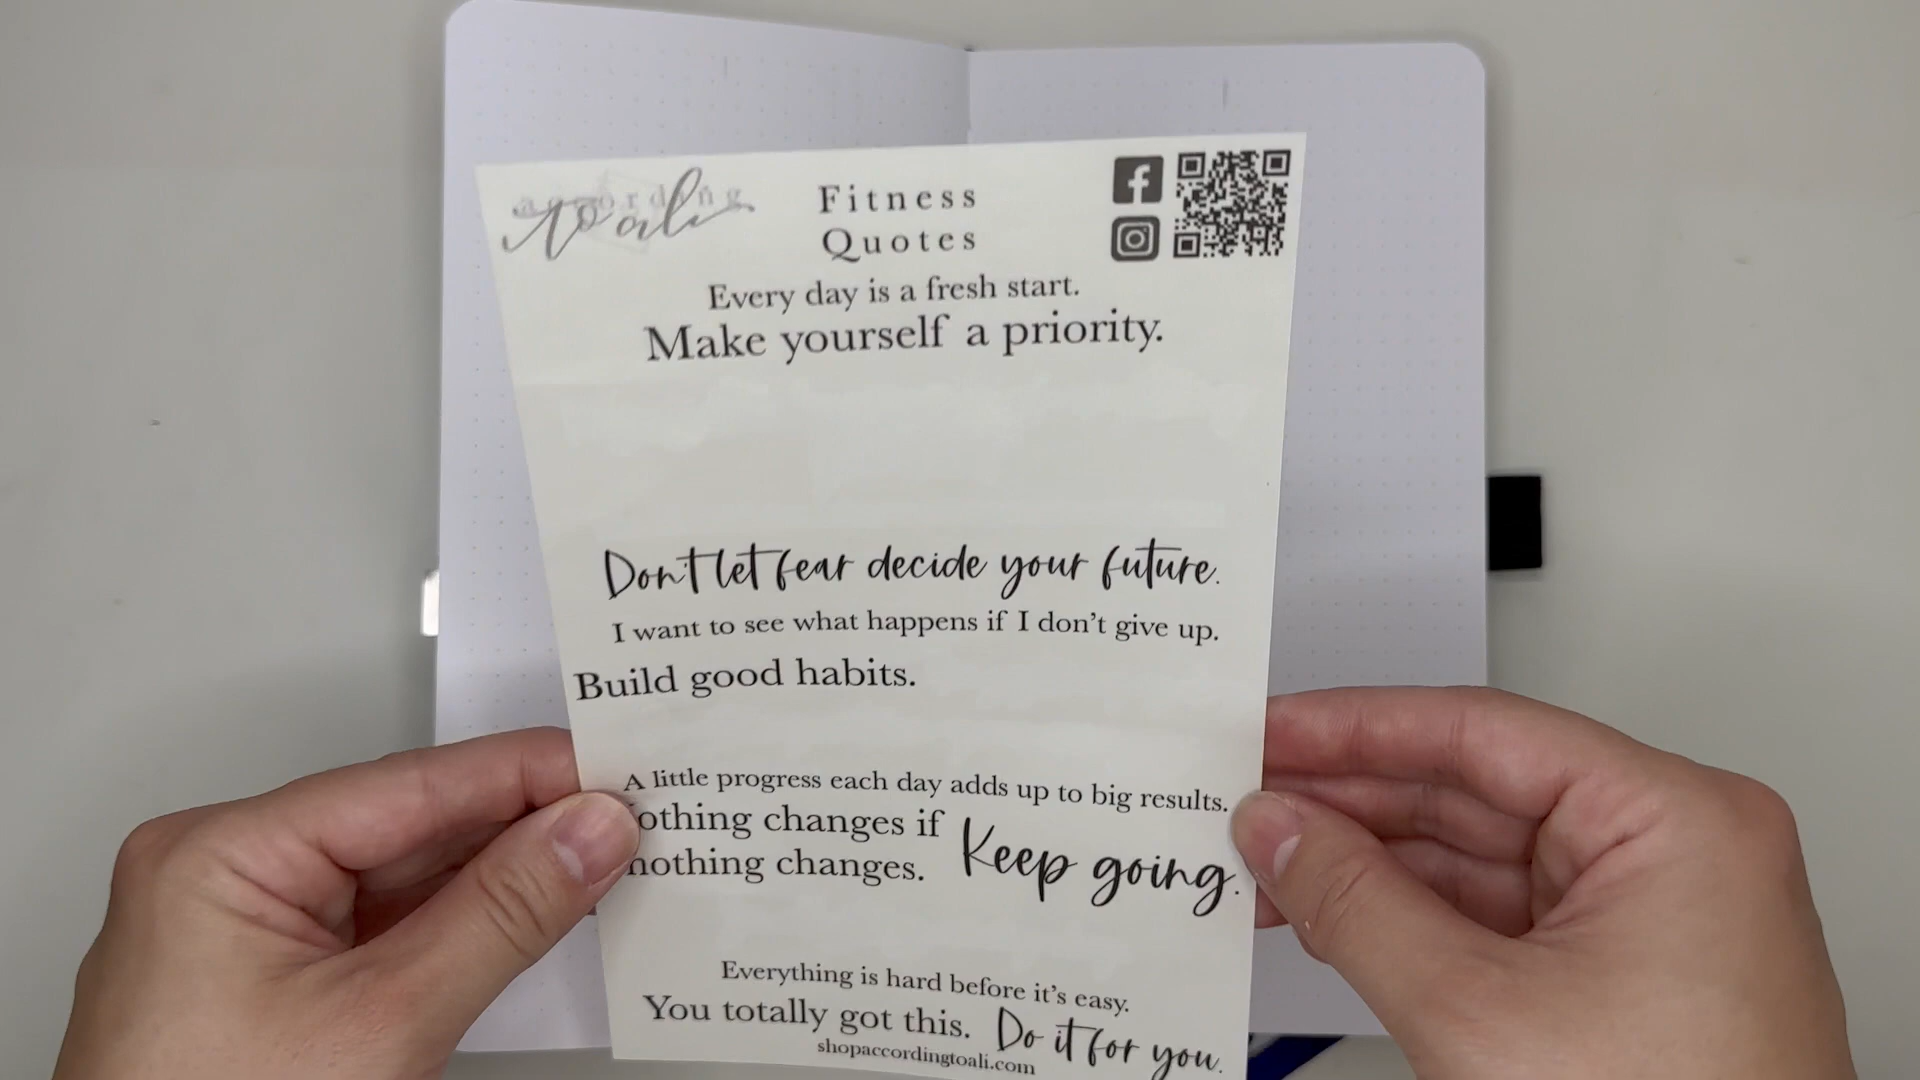 according
to ali
Fitness
Quotes
Every day is a fresh start.
Make yourself a priority.
Don't let fear decide your future.
I want to see what happens if I don't give up.
Build good habits.
A little progress each day adds up to big results.
othing changes if
nothing changes.
Keep going.
Everything is hard before it's easy.
You totally got this.
Do it for you.
shopaccordingtoali.com